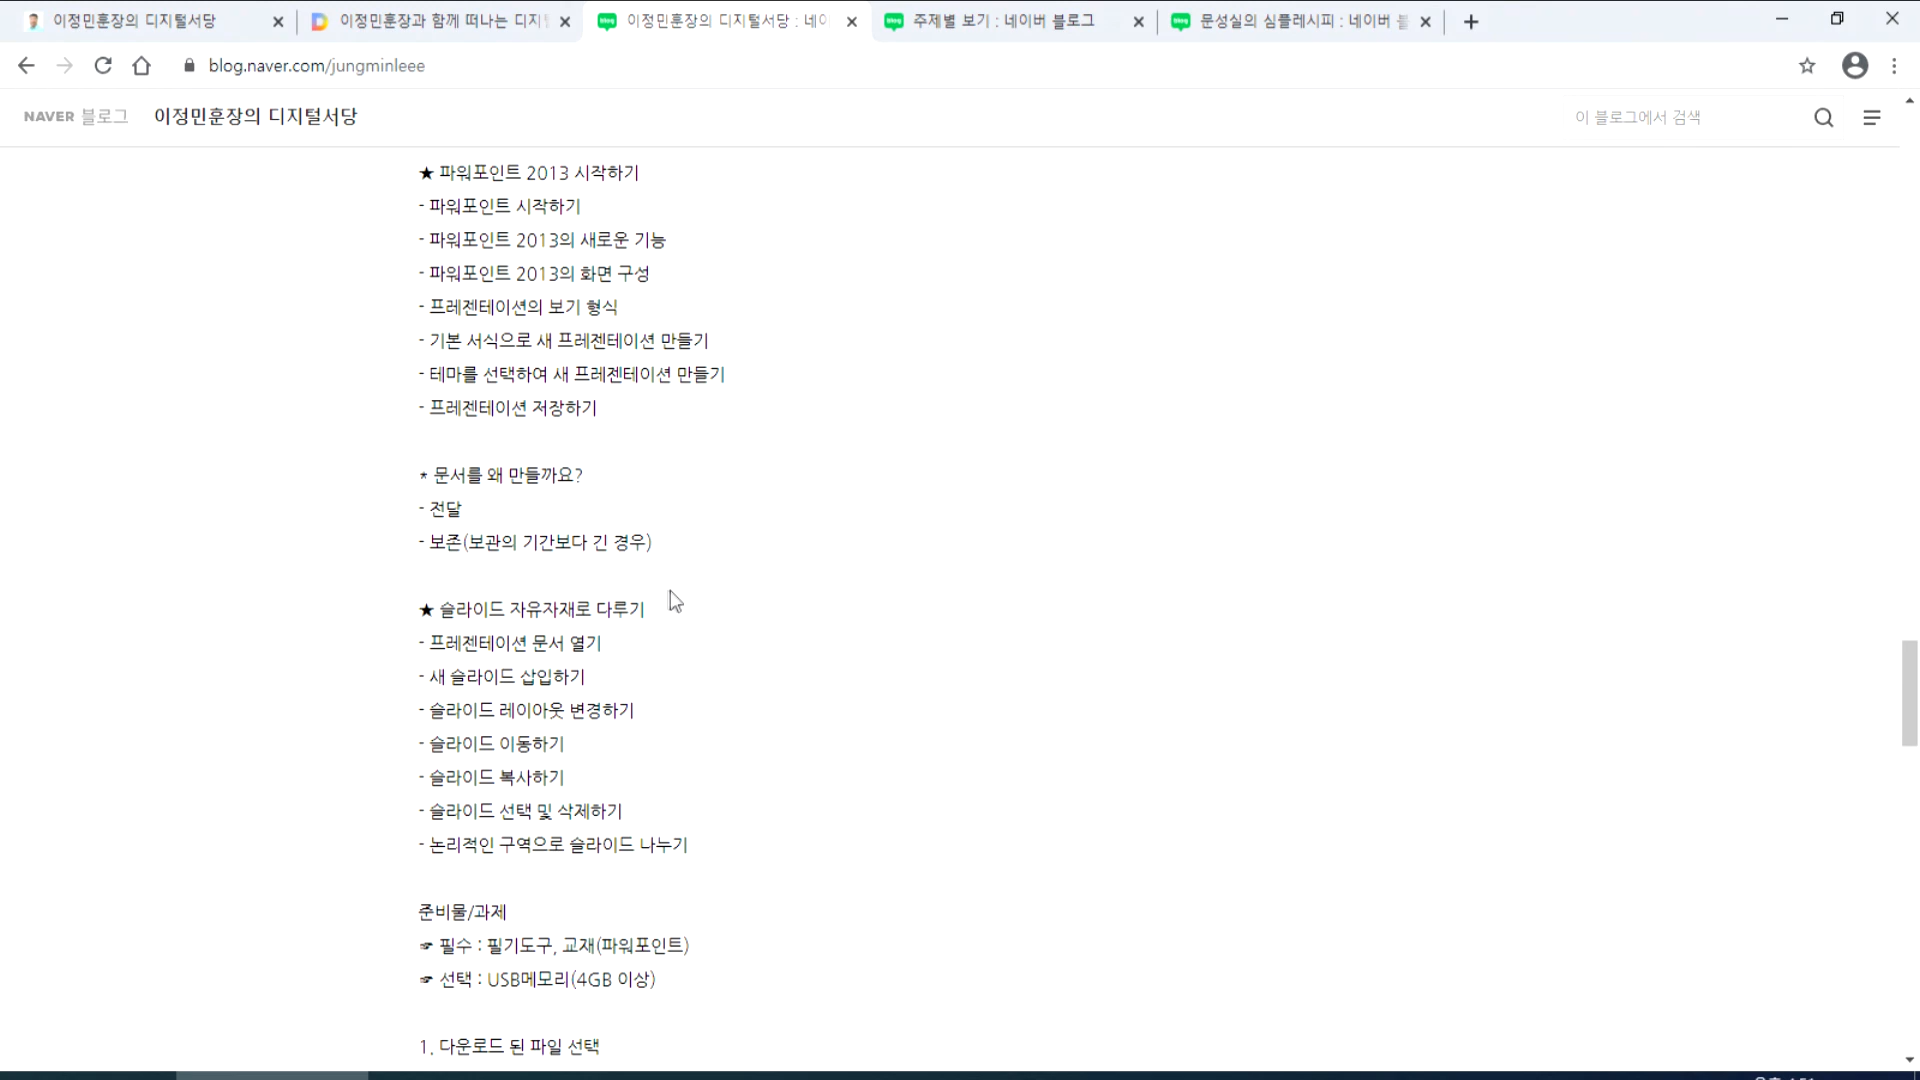 이정민훈장의 디지털서당
이정민훈장과 함께 떠나는 디지
이정민훈장의 디지털서당 : 네이
주제별 보기 : 네이버 블로그
문성실의 심플레시피 : 네이버 블
blog.naver.com/jungminleee
NAVER 블로그
이정민훈장의 디지털서당
이 블로그에서 검색
★ 파워포인트 2013 시작하기
- 파워포인트 시작하기
- 파워포인트 2013의 새로운 기능
- 파워포인트 2013의 화면 구성
- 프레젠테이션의 보기 형식
- 기본 서식으로 새 프레젠테이션 만들기
- 테마를 선택하여 새 프레젠테이션 만들기
- 프레젠테이션 저장하기
* 문서를 왜 만들까요?
- 전달
- 보존(보관의 기간보다 긴 경우)
★ 슬라이드 자유자재로 다루기
- 프레젠테이션 문서 열기
- 새 슬라이드 삽입하기
- 슬라이드 레이아웃 변경하기
- 슬라이드 이동하기
- 슬라이드 복사하기
- 슬라이드 선택 및 삭제하기
- 논리적인 구역으로 슬라이드 나누기
준비물/과제
☞ 필수 : 필기도구, 교재(파워포인트)
☞ 선택 : USB메모리(4GB 이상)
1. 다운로드 된 파일 선택